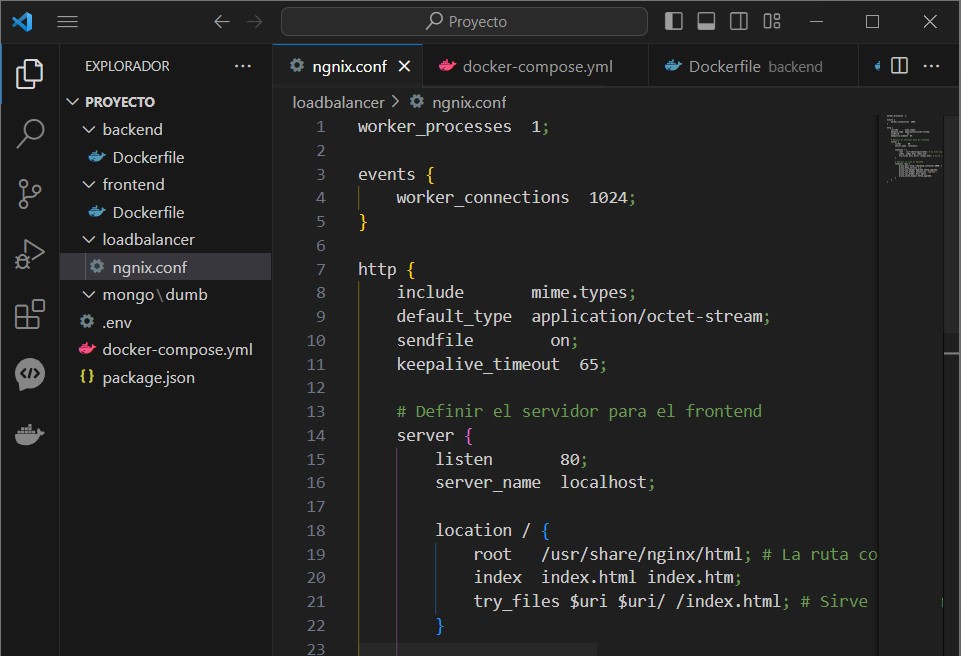 Proyecto
EXPLORADOR
PROYECTO
backend
Dockerfile
frontend
Dockerfile
loadbalancer
ngnix.conf
mongo\dumb
.env
docker-compose.yml
{} package.json
ngnix.conf
docker-compose.yml
Dockerfile backend
loadbalancer > ngnix.conf
1 worker_processes  1;
2
3 events {
4     worker_connections  1024;
5 }
6
7 http {
8     include       mime.types;
9     default_type  application/octet-stream;
10     sendfile        on;
11     keepalive_timeout  65;
12
13     # Definir el servidor para el frontend
14     server {
15         listen       80;
16         server_name  localhost;
17
18         location / {
19             root   /usr/share/nginx/html; # La ruta co
20             index  index.html index.htm;
21             try_files $uri $uri/ /index.html; # Sirve
22         }
23